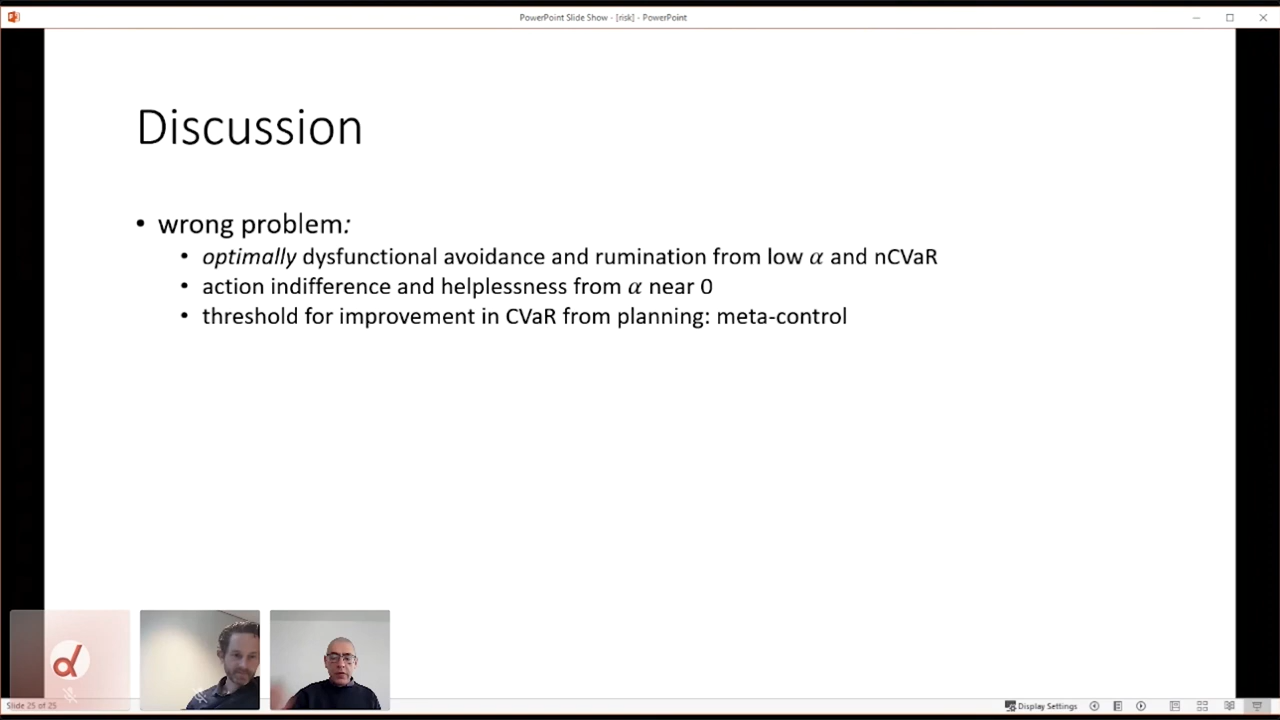 PowerPoint Slide Show - [risk] - PowerPoint
Discussion
• wrong problem:
• optimally dysfunctional avoidance and rumination from low α and nCVaR
• action indifference and helplessness from α near 0
• threshold for improvement in CVaR from planning: meta-control
d
Slide 25 of 25
Display Settings